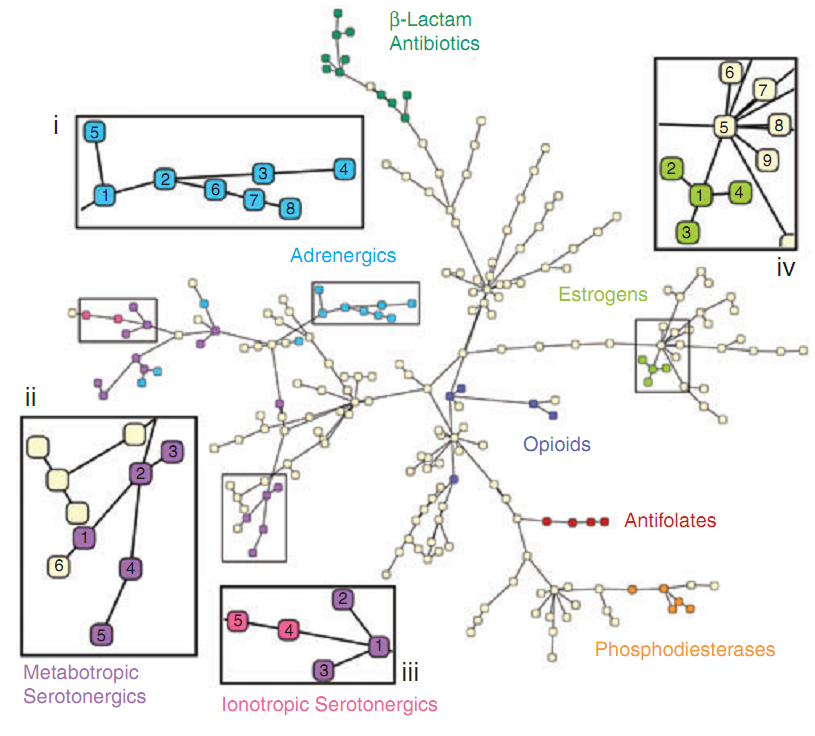 β-Lactam
Antibiotics
i
5
1
2
3
4
6
7
8
6
7
5
8
9
2
1
4
3
iv
Adrenergics
Estrogens
ii
3
2
1
6
4
5
Opioids
Antifolates
2
5
4
1
3
iii
Phosphodiesterases
Metabotropic
Serotonergics
Ionotropic Serotonergics